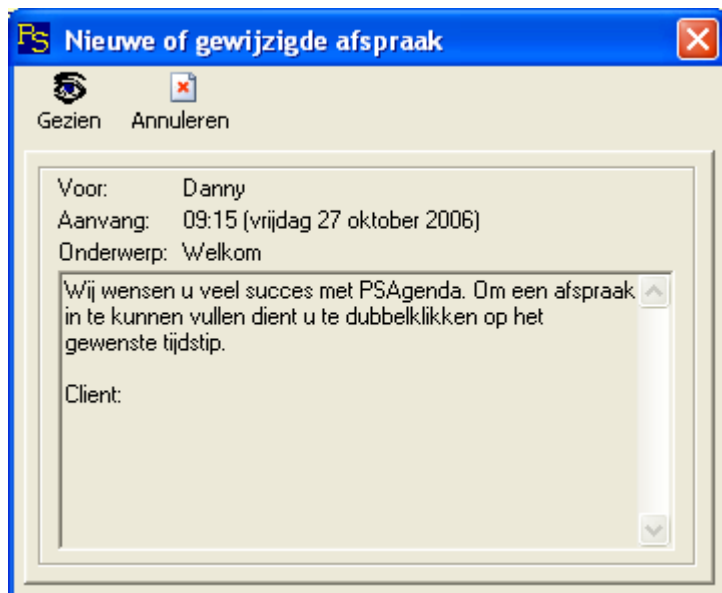 PS Nieuwe of gewijzigde afspraak
Gezien Annuleren
Voor: Danny
Aanvang: 09:15 (vrijdag 27 oktober 2006)
Onderwerp: Welkom
Wij wensen u veel succes met PSAgenda. Om een afspraak
in te kunnen vullen dient u te dubbelklikken op het
gewenste tijdstip.
Client: